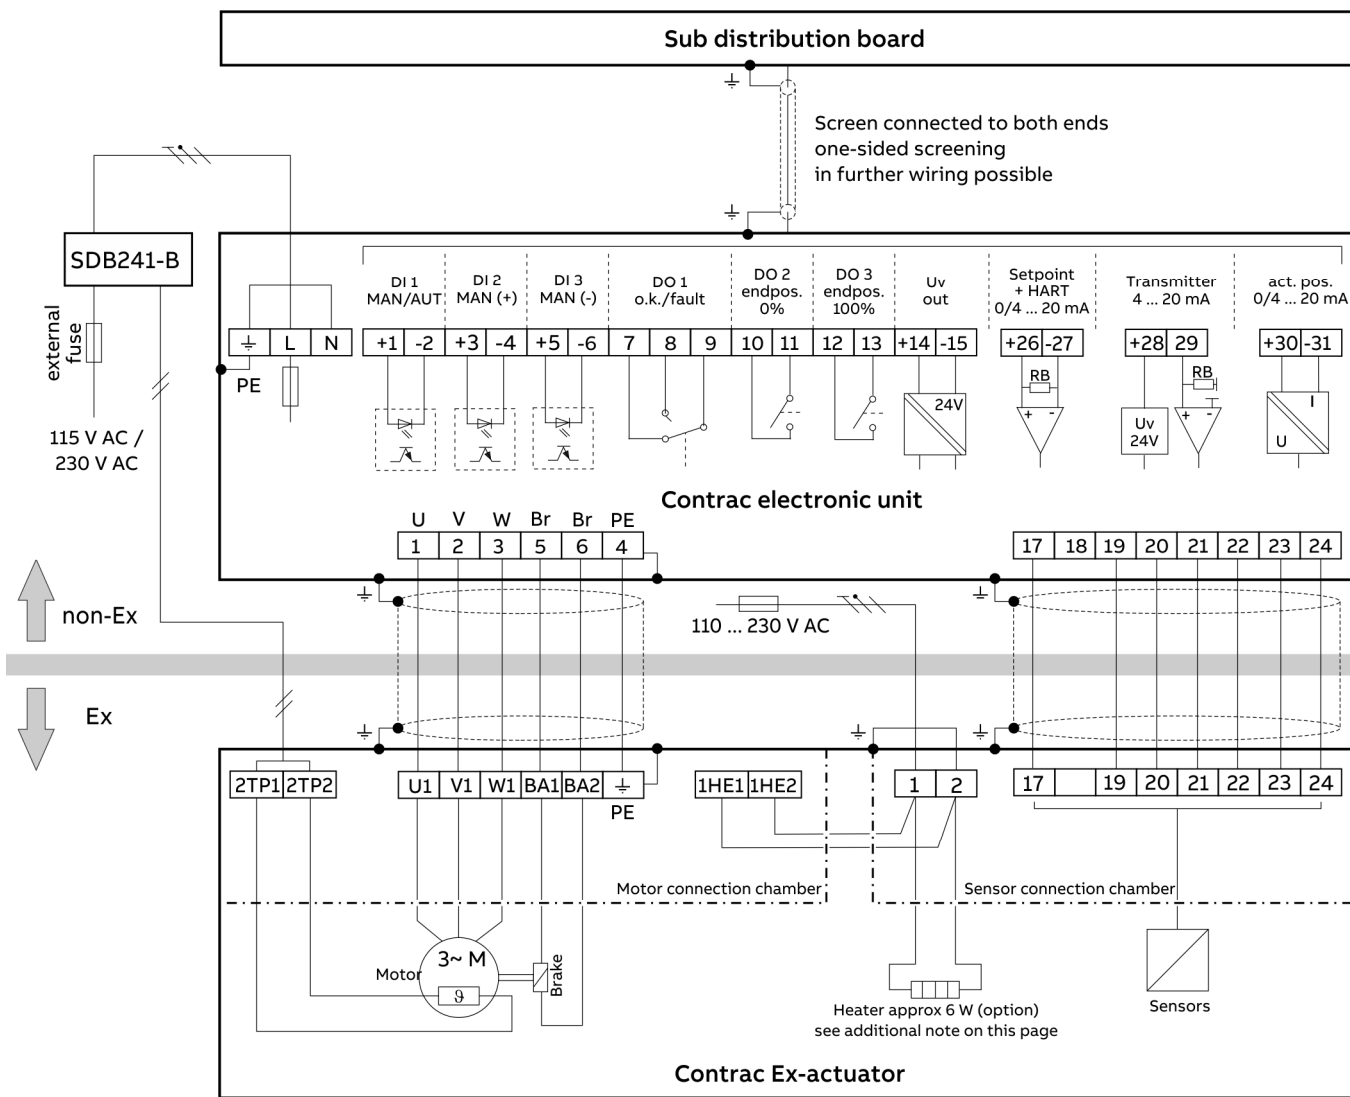 Sub distribution board
Screen connected to both ends
one-sided screening
in further wiring possible
SDB241-B
external
fuse
115 V AC /
230 V AC
DI 1
MAN/AUT
DI 2
MAN (+)
DI 3
MAN (-)
DO 1
o.k./fault
DO 2
endpos.
0%
DO 3
endpos.
100%
Uv
out
Setpoint
+ HART
0/4 ... 20 mA
Transmitter
4 ... 20 mA
act. pos.
0/4 ... 20 mA
L N +1 -2 +3 -4 +5 -6 7 8 9 10 11 12 13 +14 -15 +26 -27 +28 29 +30 -31
PE
RB
RB
24V
+ -
Uv
24V
+ -
I
U
Contrac electronic unit
U V W Br Br PE
1 2 3 5 6 4
17 18 19 20 21 22 23 24
non-Ex
110 ... 230 V AC
Ex
2TP1 2TP2
U1 V1 W1 BA1 BA2
PE
1HE1 1HE2
1 2
17 19 20 21 22 23 24
Motor connection chamber
Sensor connection chamber
Motor
3~ M
ϑ
Brake
Heater approx 6 W (option)
see additional note on this page
Sensors
Contrac Ex-actuator